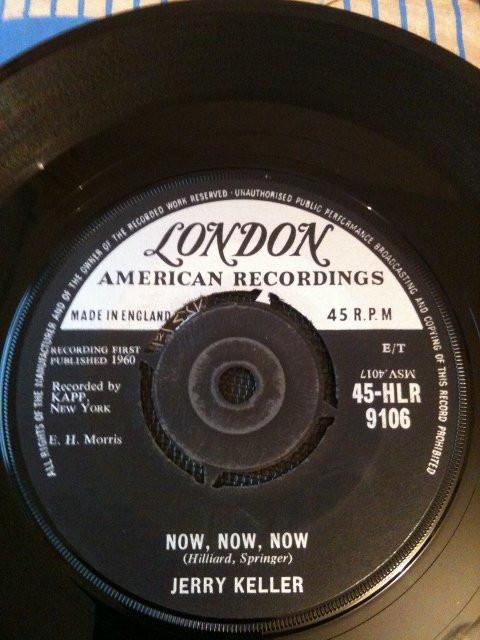 ALL RIGHTS OF THE MANUFACTURER AND OF THE OWNER OF THE RECORDED WORK RESERVED · UNAUTHORISED PUBLIC PERFORMANCE BROADCASTING AND COPYING OF THIS RECORD PROHIBITED
LONDON
AMERICAN RECORDINGS
MADE IN ENGLAND
45 R.P.M
RECORDING FIRST
PUBLISHED 1960
Recorded by
KAPP,
NEW YORK
E. H. Morris
E/T
MSV.4017
45-HLR
9106
NOW, NOW, NOW
(Hilliard, Springer)
JERRY KELLER